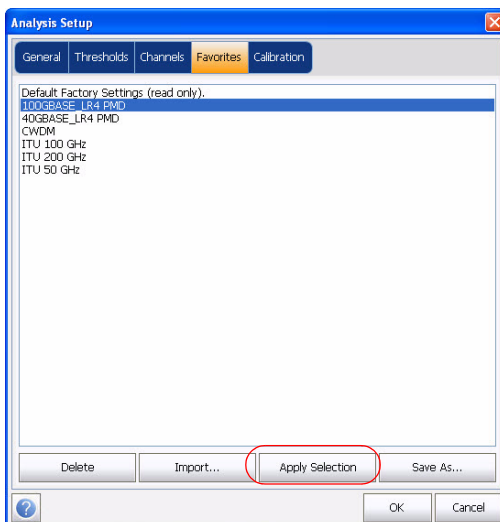 Analysis Setup
General Thresholds Channels Favorites Calibration
Default Factory Settings (read only).
100GBASE_LR4 PMD
40GBASE_LR4 PMD
CWDM
ITU 100 GHz
ITU 200 GHz
ITU 50 GHz
Delete Import... Apply Selection Save As...
? OK Cancel